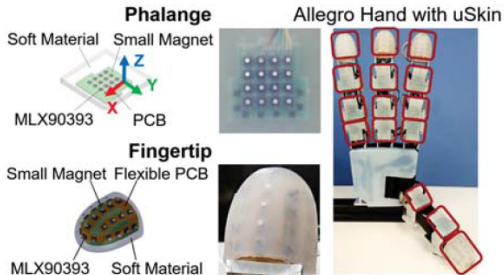 Phalange
Allegro Hand with uSkin
Soft Material
Small Magnet
Z
Y
X
MLX90393
PCB
Fingertip
Small Magnet
Flexible PCB
MLX90393
Soft Material